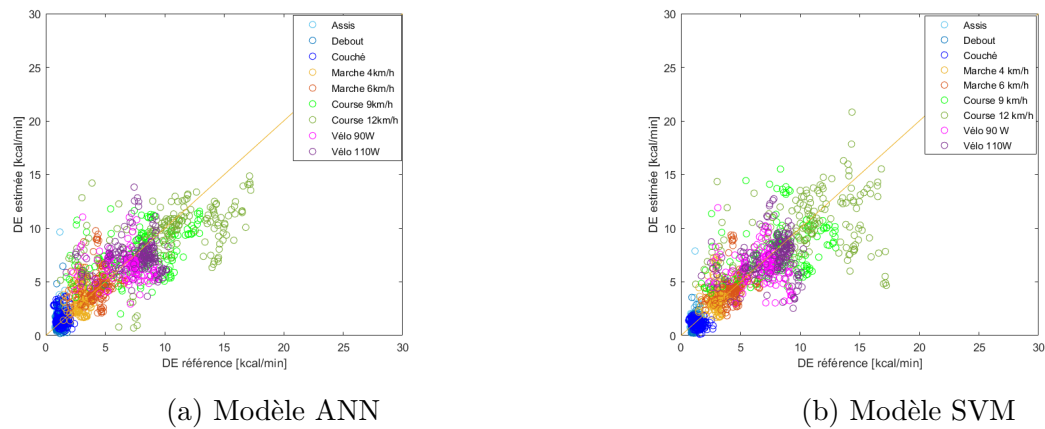 30
25
20
15
10
5
0
DE estimée [kcal/min]
0 5 10 15 20 25 30
DE référence [kcal/min]
Assis
Debout
Couché
Marche 4km/h
Marche 6km/h
Course 9km/h
Course 12km/h
Vélo 90W
Vélo 110W
(a) Modèle ANN
30
25
20
15
10
5
0
DE estimée [kcal/min]
0 5 10 15 20 25 30
DE référence [kcal/min]
Assis
Debout
Couché
Marche 4km/h
Marche 6 km/h
Course 9 km/h
Course 12 km/h
Vélo 90 W
Vélo 110W
(b) Modèle SVM